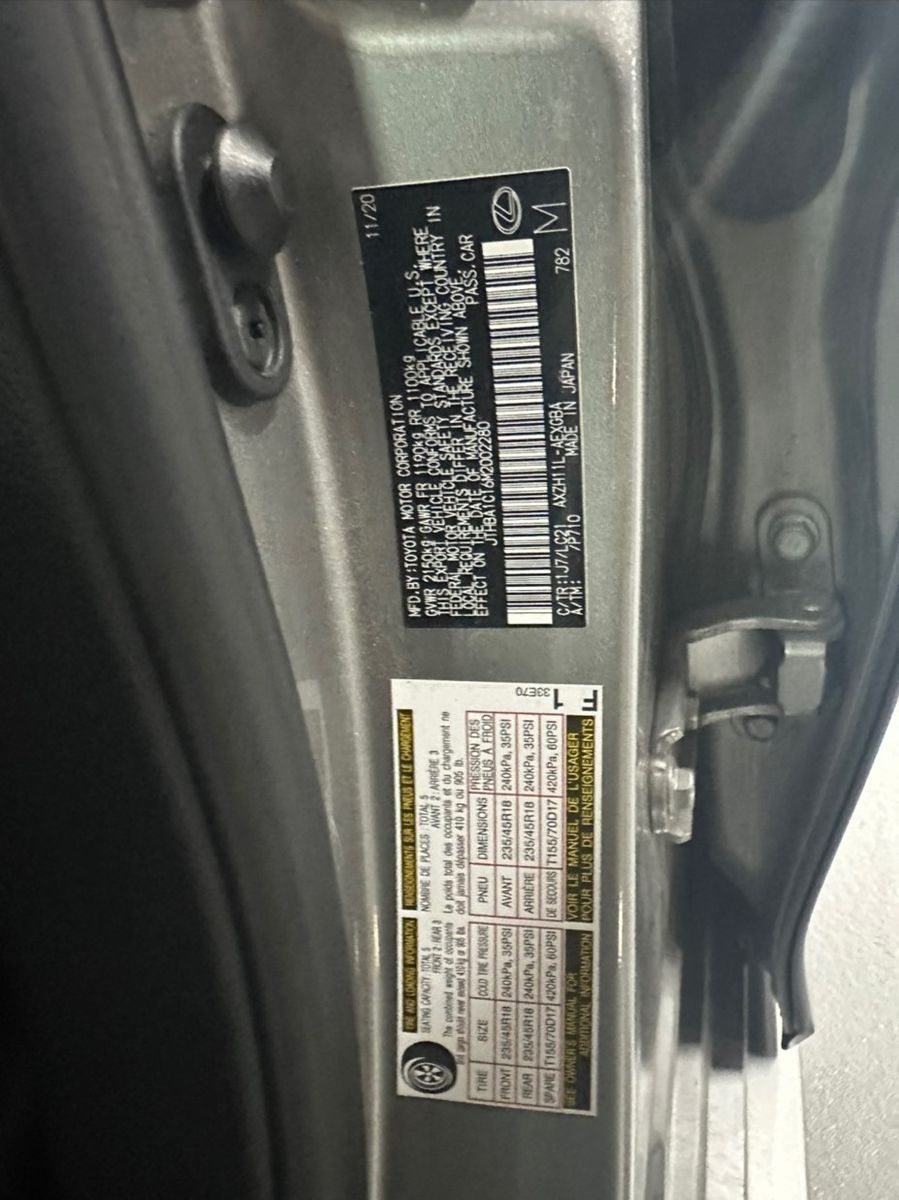 MFD.BY:TOYOTA MOTOR CORPORATION 11/20
GVWR 2150kg GAWR FR 1190kg RR 1100kg
THIS EXPORT VEHICLE CONFORMS TO APPLICABLE U.S.
FEDERAL MOTOR VEHICLE SAFETY STANDARDS EXCEPT WHERE
LOCAL REQUIREMENTS DIFFER IN THE RECEIVING COUNTRY IN
EFFECT ON THE DATE OF MANUFACTURE SHOWN ABOVE.
JTHBA1C16M2002280 PASS.CAR
C/TR:1J7/LC21 AXZH11L-AEXGBA 782
A/TM: /P710 MADE IN JAPAN M
TIRE AND LOADING INFORMATION
SEATING CAPACITY TOTAL 5
FRONT 2 : REAR 3
The combined weight of occupants
and cargo should never exceed 410 kg or 905 lbs.
TIRE SIZE COLD TIRE PRESSURE
FRONT 235/45R18 240kPa, 35PSI
REAR 235/45R18 240kPa, 35PSI
SPARE T155/70D17 420kPa, 60PSI
SEE OWNER'S MANUAL FOR
ADDITIONAL INFORMATION
RENSEIGNEMENTS SUR LES PNEUS ET LE CHARGEMENT
NOMBRE DE PLACES : TOTAL 5
AVANT 2 : ARRIÈRE 3
Le poids total des occupants et du chargement ne
doit jamais dépasser 410 kg ou 905 lb.
PNEU DIMENSIONS PRESSION DES PNEUS À FROID
AVANT 235/45R18 240kPa, 35PSI
ARRIÈRE 235/45R18 240kPa, 35PSI
DE SECOURS T155/70D17 420kPa, 60PSI
VOIR LE MANUEL DE L'USAGER
POUR PLUS DE RENSEIGNEMENTS
33E70
1
F